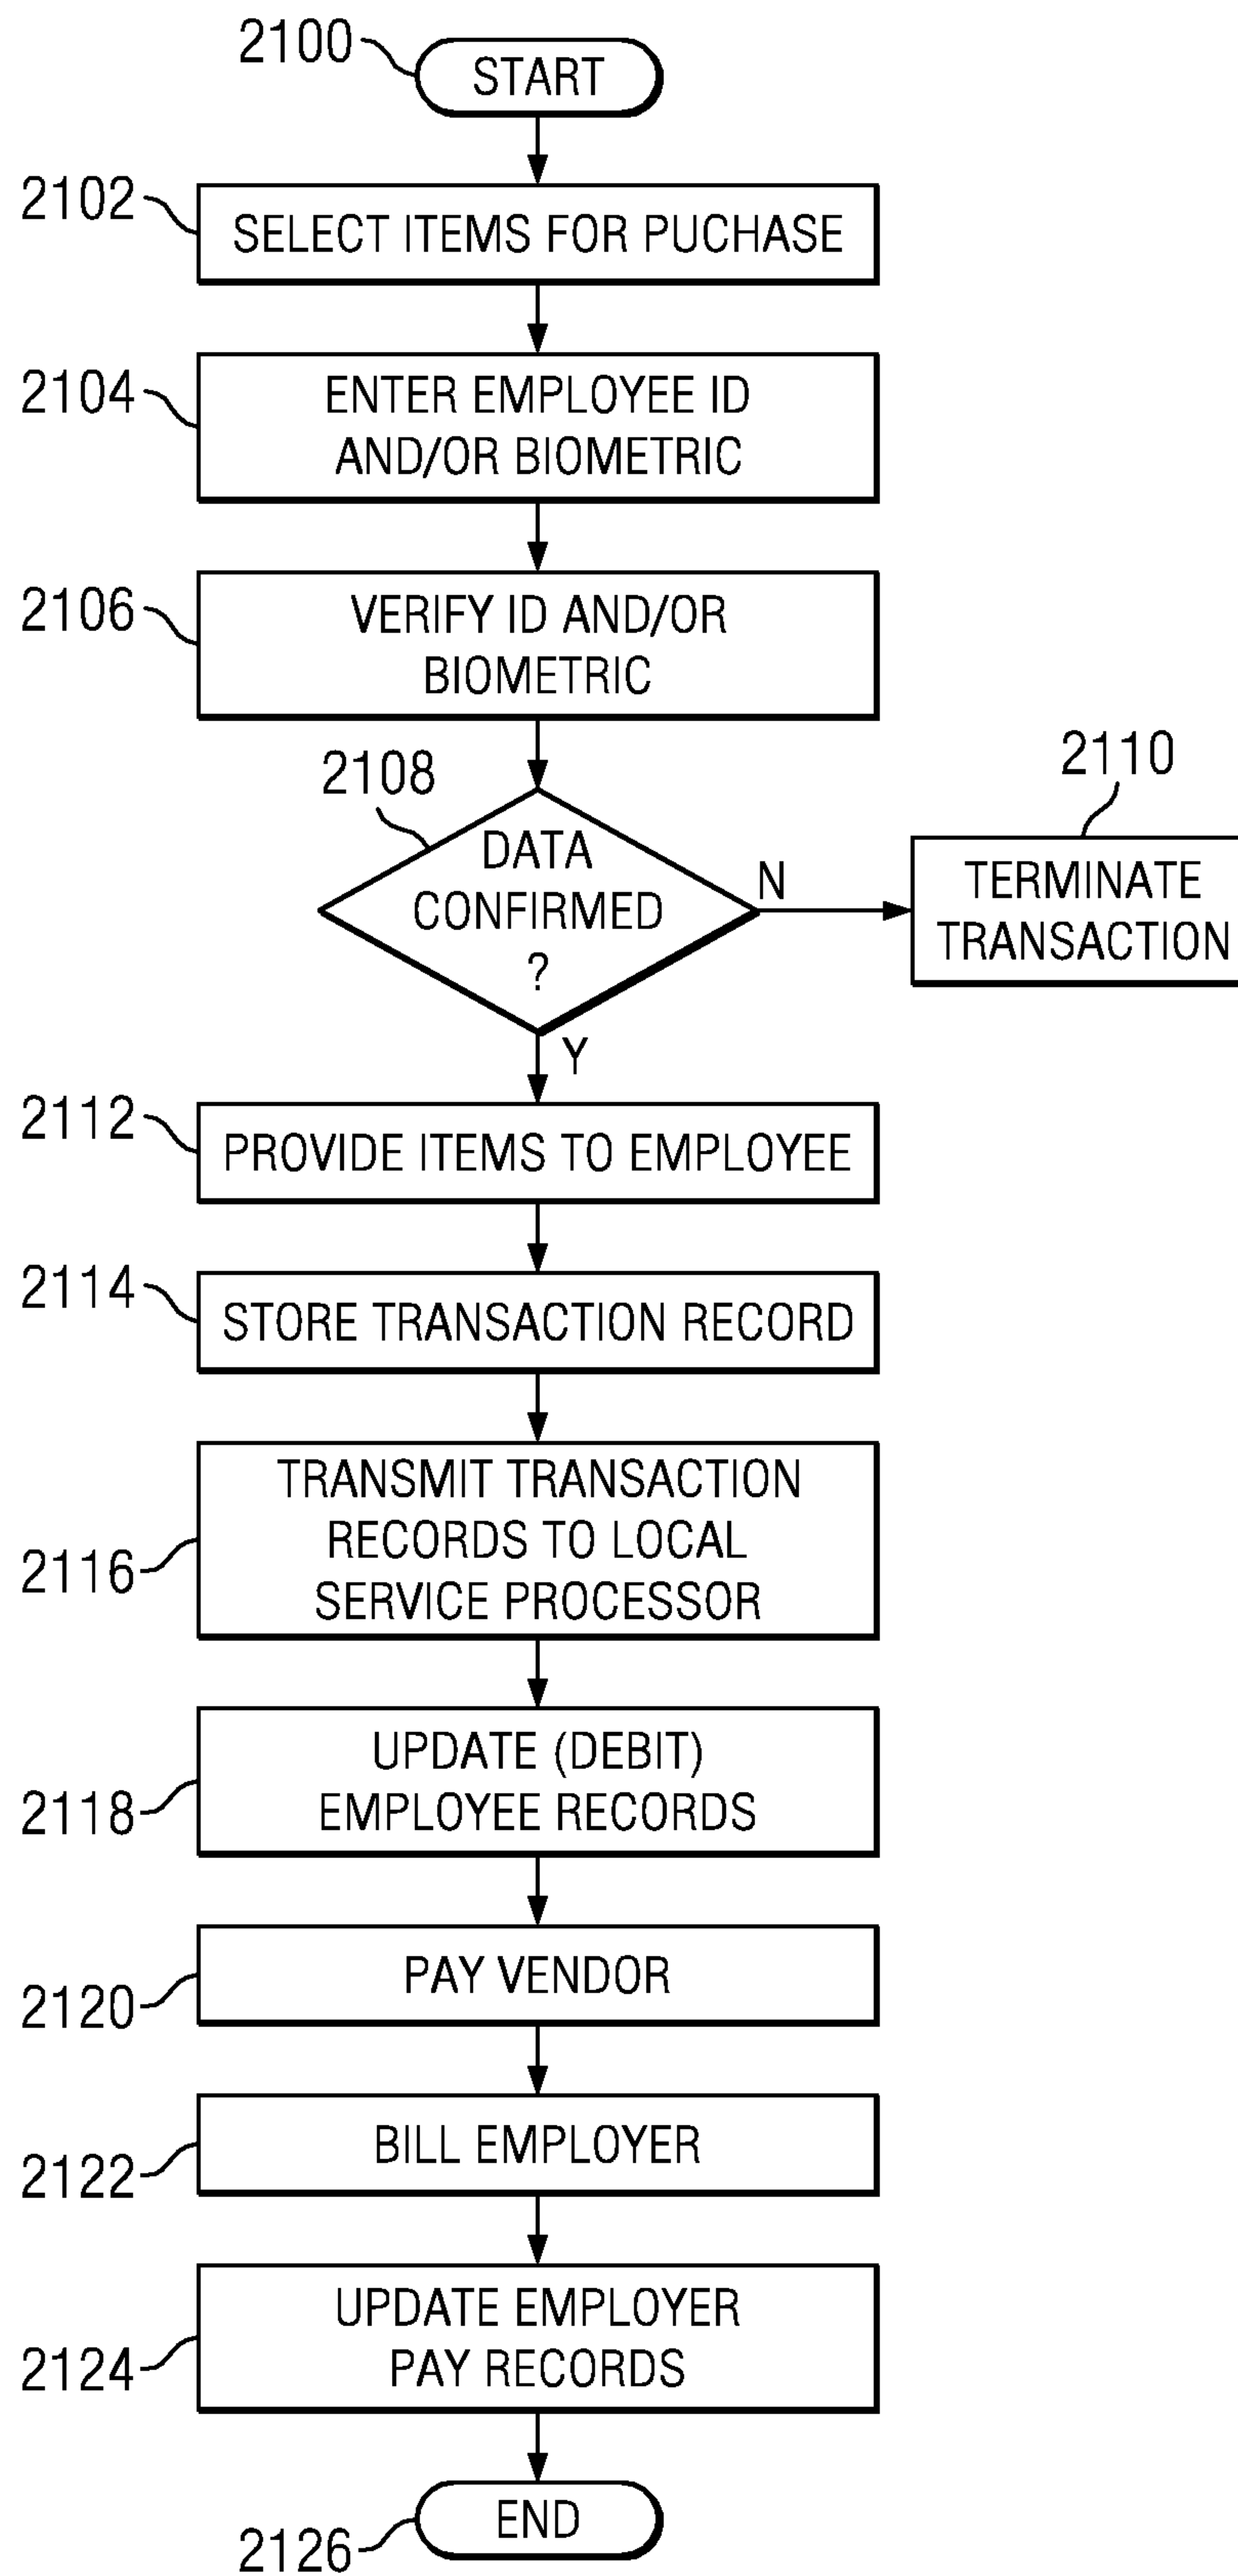 2100
START
2102
SELECT ITEMS FOR PUCHASE
2104
ENTER EMPLOYEE ID
AND/OR BIOMETRIC
2106
VERIFY ID AND/OR
BIOMETRIC
2108
DATA
CONFIRMED
?
N
2110
TERMINATE
TRANSACTION
Y
2112
PROVIDE ITEMS TO EMPLOYEE
2114
STORE TRANSACTION RECORD
2116
TRANSMIT TRANSACTION
RECORDS TO LOCAL
SERVICE PROCESSOR
2118
UPDATE (DEBIT)
EMPLOYEE RECORDS
2120
PAY VENDOR
2122
BILL EMPLOYER
2124
UPDATE EMPLOYER
PAY RECORDS
2126
END